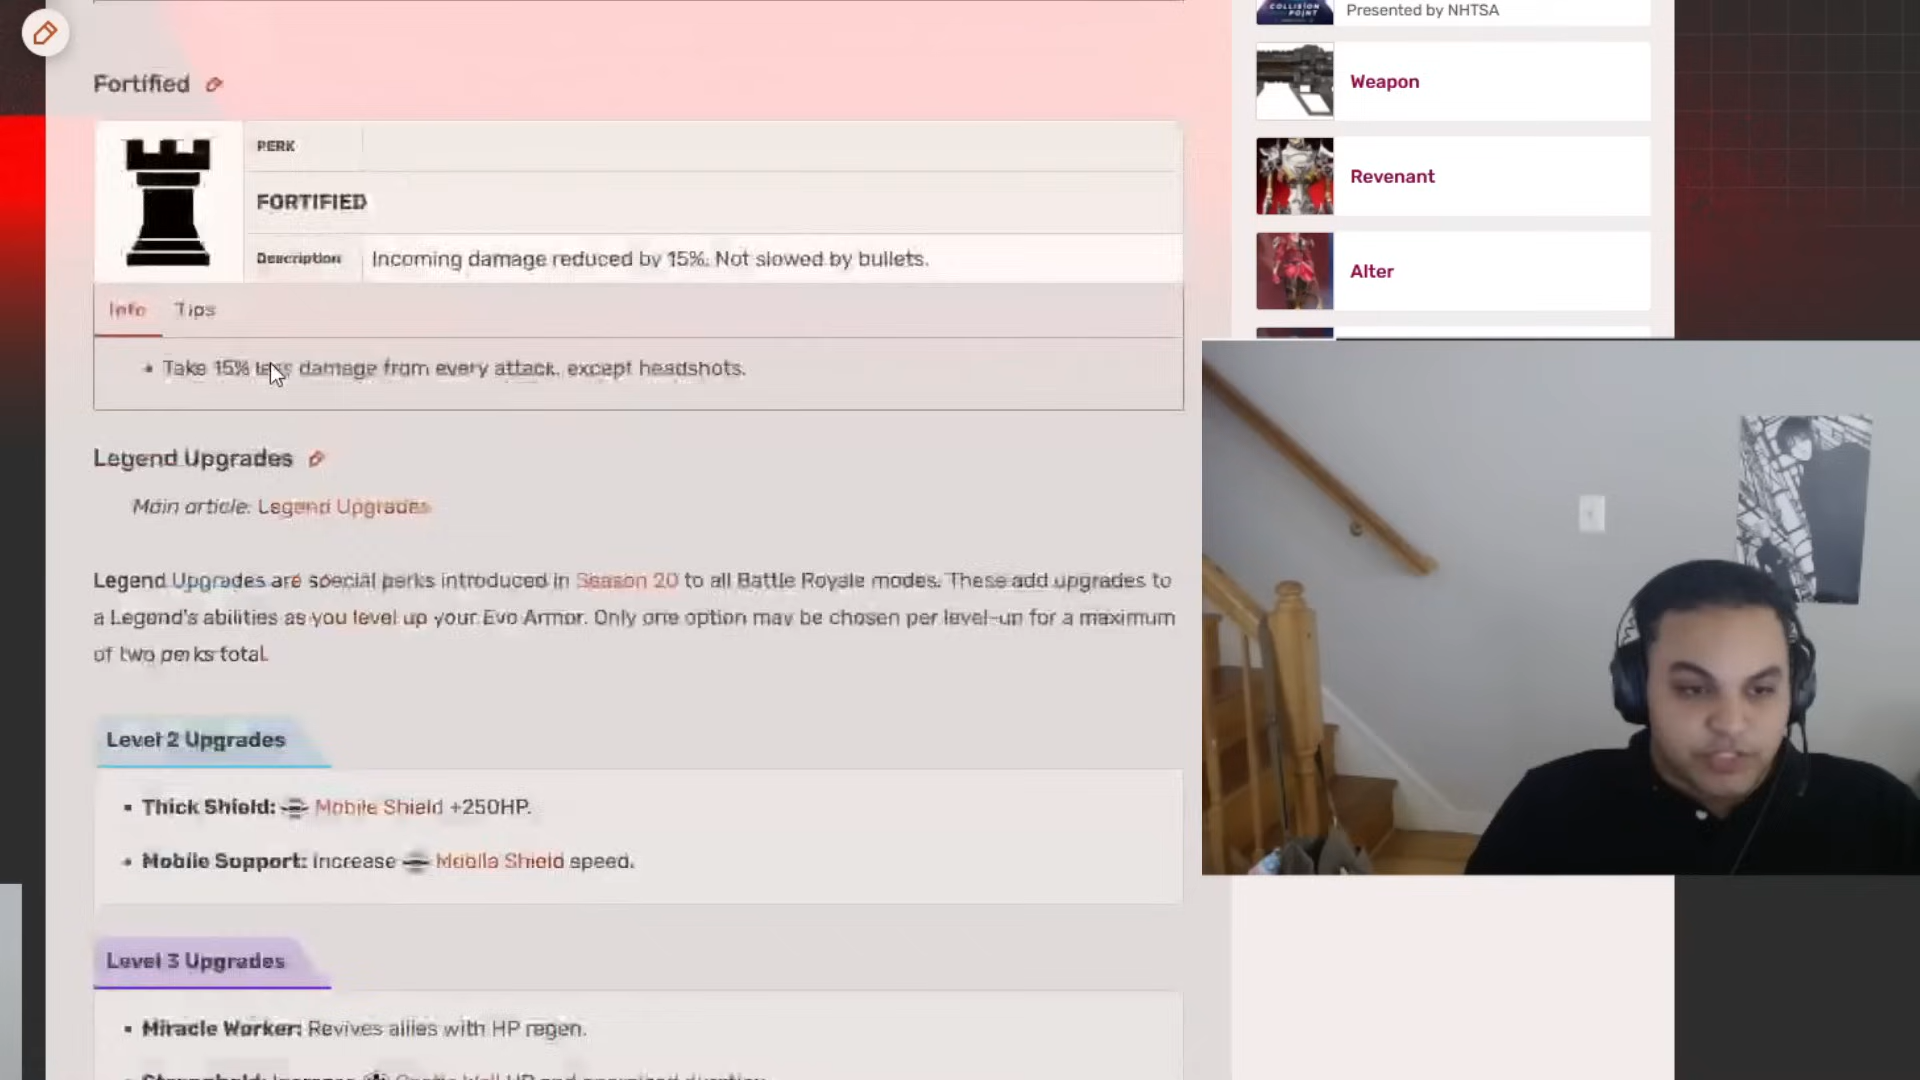 COLLISION
POINT
Presented by NHTSA
Fortified
Weapon
PERK
FORTIFIED
Revenant
Description Incoming damage reduced by 15%. Not slowed by bullets.
Alter
Info Tips
Take 15% less damage from every attack, except headshots.
Legend Upgrades
Main article: Legend Upgrades
Legend Upgrades are special perks introduced in Season 20 to all Battle Royale modes. These add upgrades to
a Legend's abilities as you level up your Evo Armor. Only one option may be chosen per level-up for a maximum
of two perks total.
Level 2 Upgrades
Thick Shield: Mobile Shield +250HP.
Mobile Support: Increase Mobile Shield speed.
Level 3 Upgrades
Miracle Worker: Revives allies with HP regen.